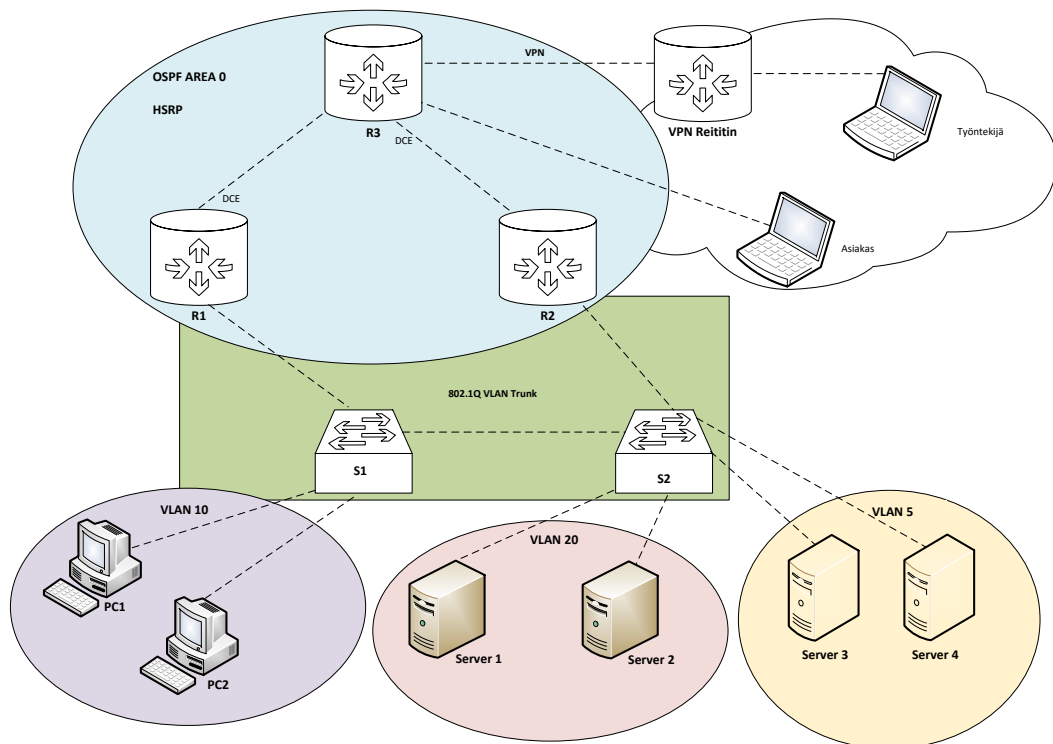 VPN
OSPF AREA 0
HSRP
R3
VPN Reititin
DCE
Työntekijä
DCE
Asiakas
R1
R2
802.1Q VLAN Trunk
S1
S2
VLAN 10
VLAN 20
VLAN 5
PC1
PC2
Server 1
Server 2
Server 3
Server 4